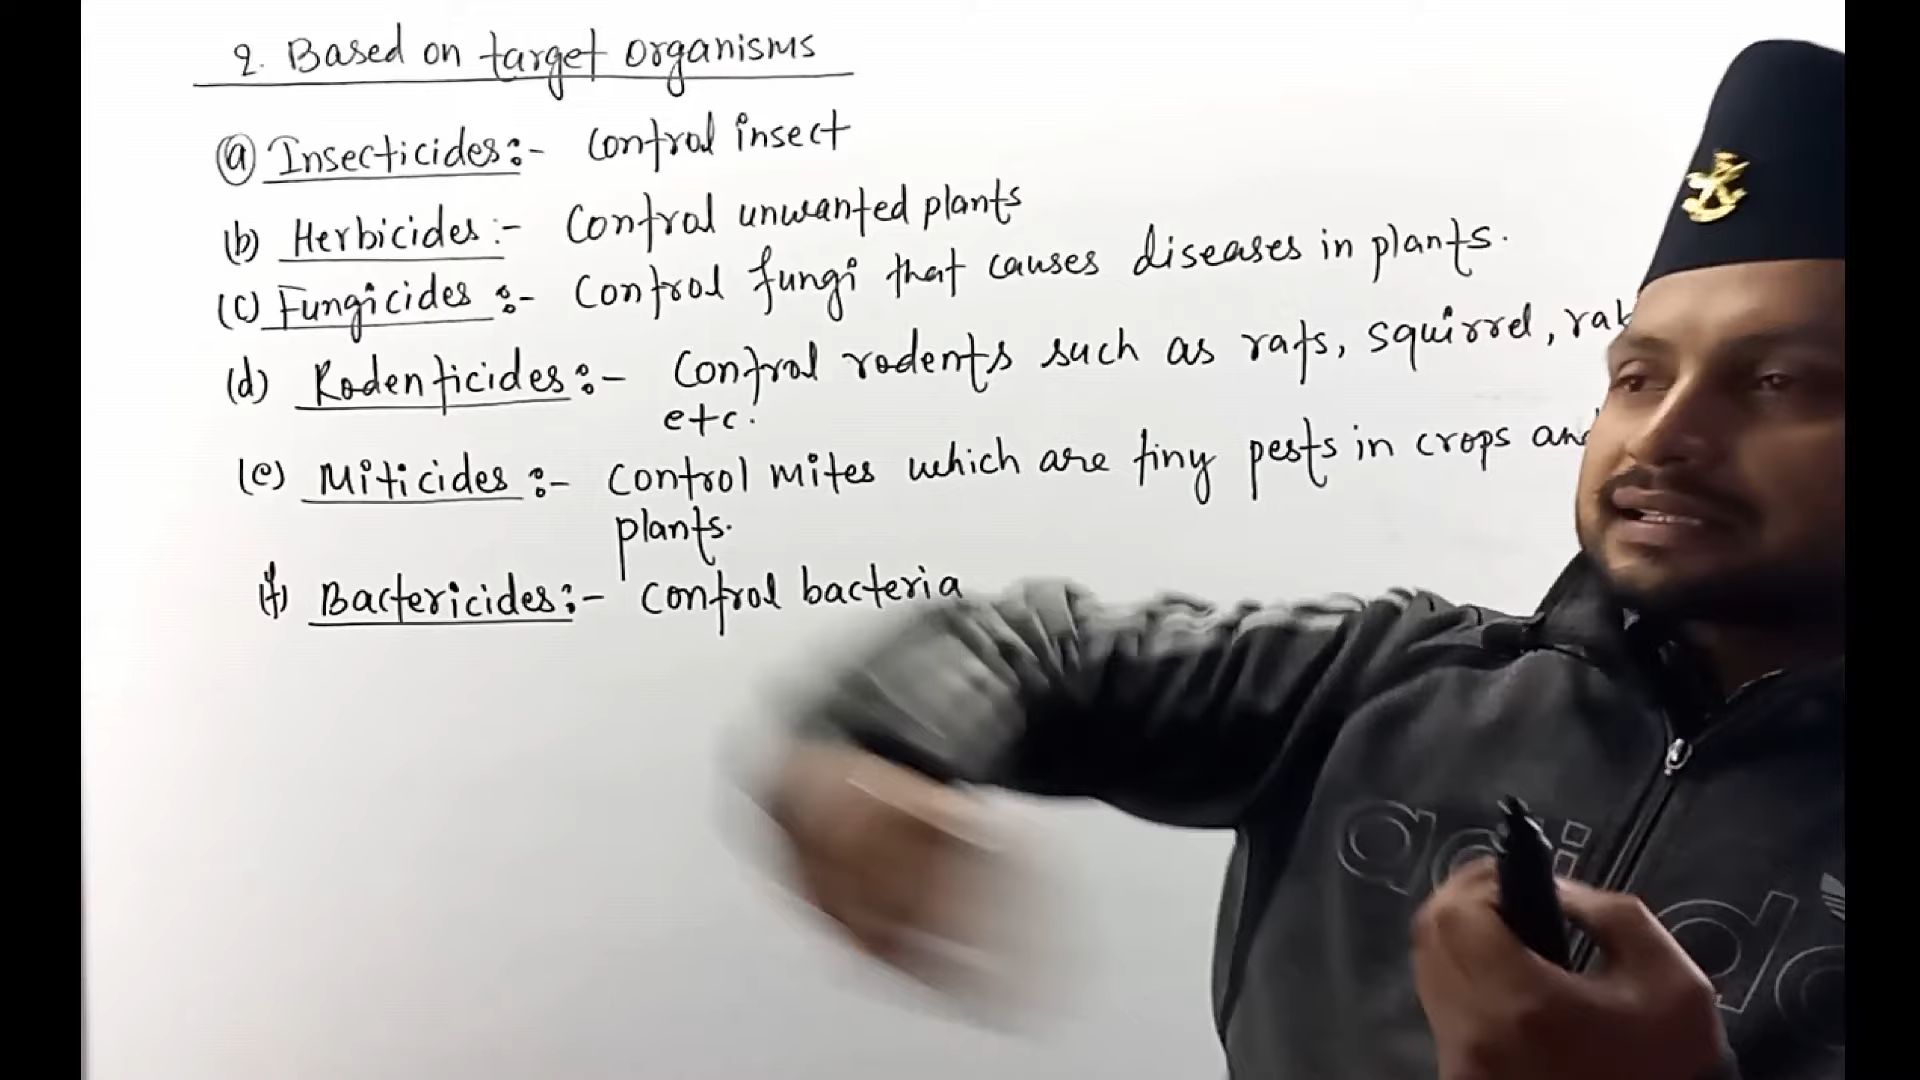 2. Based on target organisms
(a) Insecticides:- control insect
(b) Herbicides:- Control unwanted plants
(c) Fungicides:- Control fungi that causes diseases in plants.
(d) Rodenticides:- Control rodents such as rats, squirrel,
etc.
(e) Miticides:- control mites which are tiny pests in crops
plants.
(f) Bactericides:- control bacteria